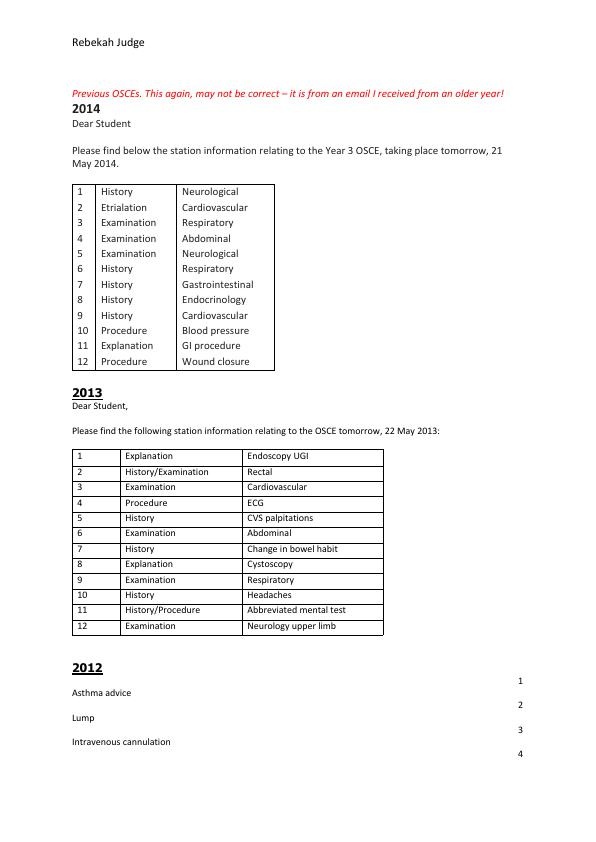 Rebekah Judge
Previous OSCEs. This again, may not be correct – it is from an email I received from an older year!
2014
Dear Student
Please find below the station information relating to the Year 3 OSCE, taking place tomorrow, 21
May 2014.
1 History Neurological
2 Etrialation Cardiovascular
3 Examination Respiratory
4 Examination Abdominal
5 Examination Neurological
6 History Respiratory
7 History Gastrointestinal
8 History Endocrinology
9 History Cardiovascular
10 Procedure Blood pressure
11 Explanation GI procedure
12 Procedure Wound closure
2013
Dear Student,
Please find the following station information relating to the OSCE tomorrow, 22 May 2013:
1 Explanation Endoscopy UGI
2 History/Examination Rectal
3 Examination Cardiovascular
4 Procedure ECG
5 History CVS palpitations
6 Examination Abdominal
7 History Change in bowel habit
8 Explanation Cystoscopy
9 Examination Respiratory
10 History Headaches
11 History/Procedure Abbreviated mental test
12 Examination Neurology upper limb
2012
1
Asthma advice
2
Lump
3
Intravenous cannulation
4